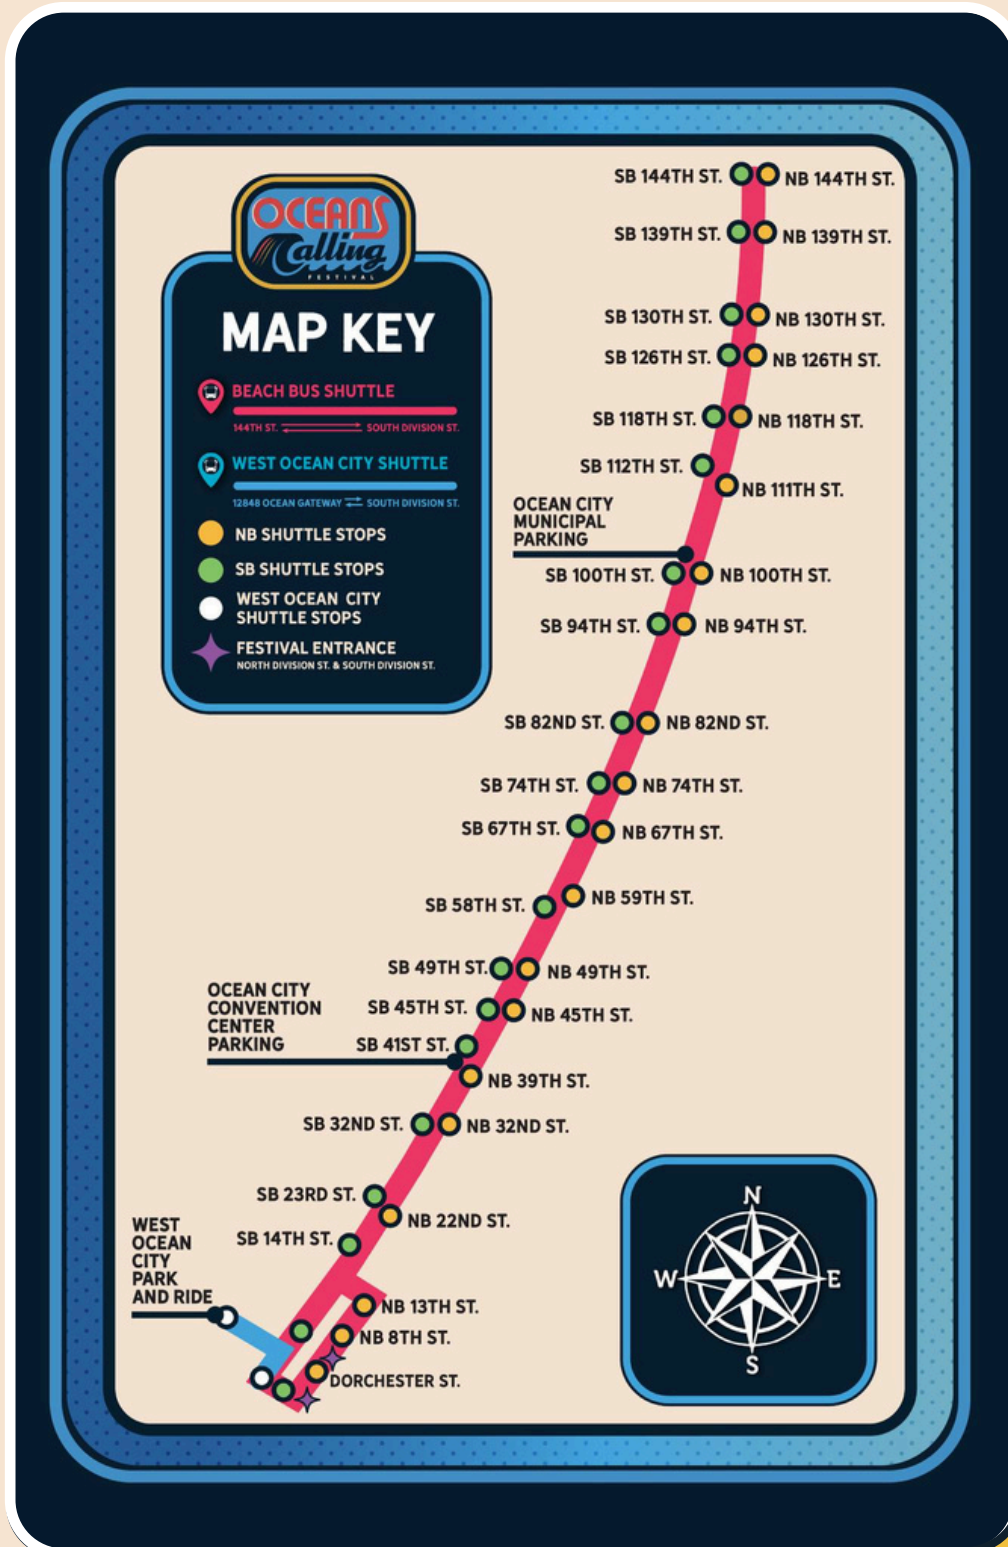 OCEANS
Calling
FESTIVAL
MAP KEY
BEACH BUS SHUTTLE
144TH ST. SOUTH DIVISION ST.
WEST OCEAN CITY SHUTTLE
12848 OCEAN GATEWAY SOUTH DIVISION ST.
NB SHUTTLE STOPS
SB SHUTTLE STOPS
WEST OCEAN CITY
SHUTTLE STOPS
FESTIVAL ENTRANCE
NORTH DIVISION ST. & SOUTH DIVISION ST.
SB 144TH ST. NB 144TH ST.
SB 139TH ST. NB 139TH ST.
SB 130TH ST. NB 130TH ST.
SB 126TH ST. NB 126TH ST.
SB 118TH ST. NB 118TH ST.
SB 112TH ST.
NB 111TH ST.
OCEAN CITY
MUNICIPAL
PARKING
SB 100TH ST. NB 100TH ST.
SB 94TH ST. NB 94TH ST.
SB 82ND ST. NB 82ND ST.
SB 74TH ST. NB 74TH ST.
SB 67TH ST. NB 67TH ST.
NB 59TH ST.
SB 58TH ST.
SB 49TH ST. NB 49TH ST.
SB 45TH ST. NB 45TH ST.
OCEAN CITY
CONVENTION
CENTER
PARKING
SB 41ST ST.
NB 39TH ST.
SB 32ND ST. NB 32ND ST.
SB 23RD ST.
NB 22ND ST.
SB 14TH ST.
WEST
OCEAN
CITY
PARK
AND RIDE
NB 13TH ST.
NB 8TH ST.
DORCHESTER ST.
N
W E
S